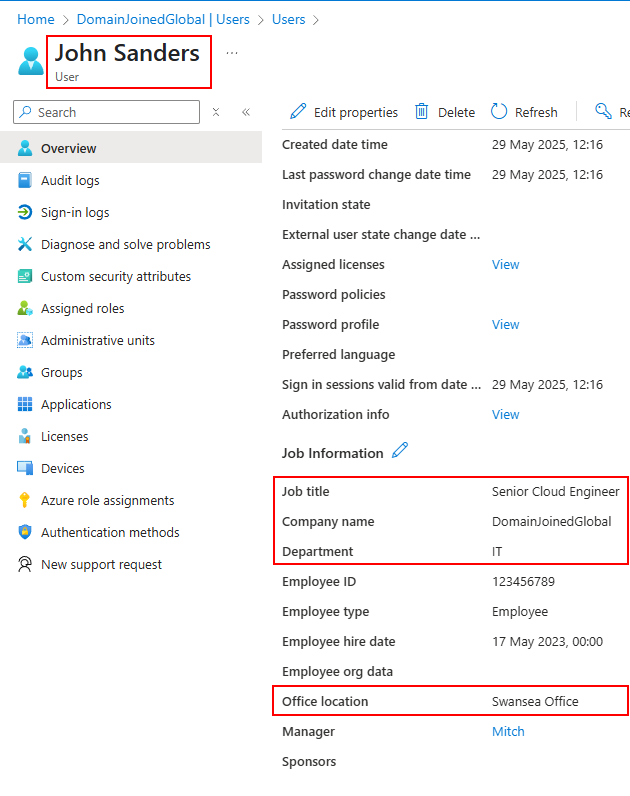 Home > DomainJoinedGlobal | Users > Users >
John Sanders ...
User
Search
Edit properties Delete Refresh Re
Overview
Audit logs
Sign-in logs
Diagnose and solve problems
Custom security attributes
Assigned roles
Administrative units
Groups
Applications
Licenses
Devices
Azure role assignments
Authentication methods
New support request
Created date time 29 May 2025, 12:16
Last password change date time 29 May 2025, 12:16
Invitation state
External user state change date ...
Assigned licenses View
Password policies
Password profile View
Preferred language
Sign in sessions valid from date ... 29 May 2025, 12:16
Authorization info View
Job Information
Job title Senior Cloud Engineer
Company name DomainJoinedGlobal
Department IT
Employee ID 123456789
Employee type Employee
Employee hire date 17 May 2023, 00:00
Employee org data
Office location Swansea Office
Manager Mitch
Sponsors